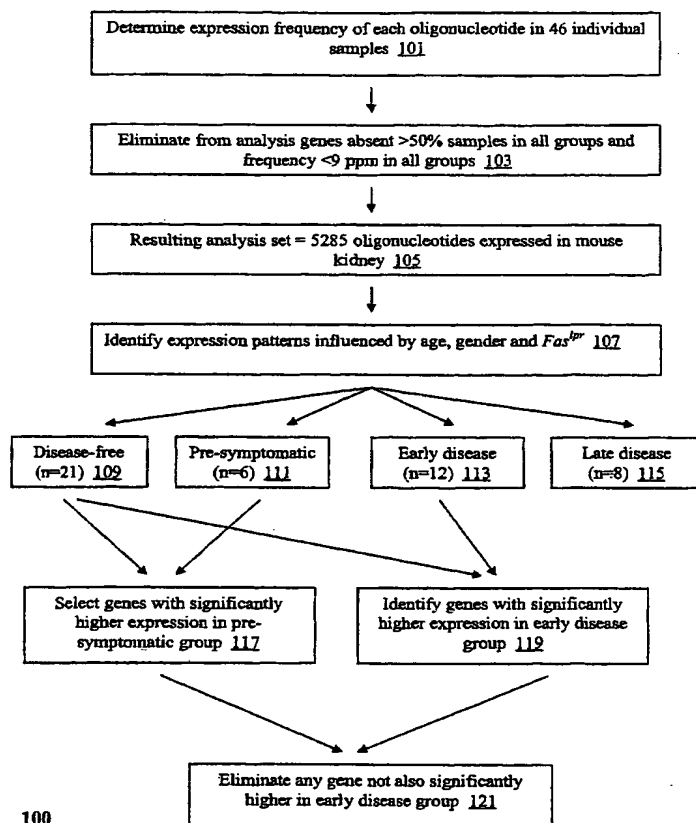 Determine expression frequency of each oligonucleotide in 46 individual
samples 101
Eliminate from analysis genes absent >50% samples in all groups and
frequency <9 ppm in all groups 103
Resulting analysis set = 5285 oligonucleotides expressed in mouse
kidney 105
Identify expression patterns influenced by age, gender and Fas^lpr 107
Disease-free
(n=21) 109
Pre-symptomatic
(n=6) 111
Early disease
(n=12) 113
Late disease
(n=8) 115
Select genes with significantly
higher expression in pre-
symptomatic group 117
Identify genes with significantly
higher expression in early disease
group 119
Eliminate any gene not also significantly
higher in early disease group 121
100